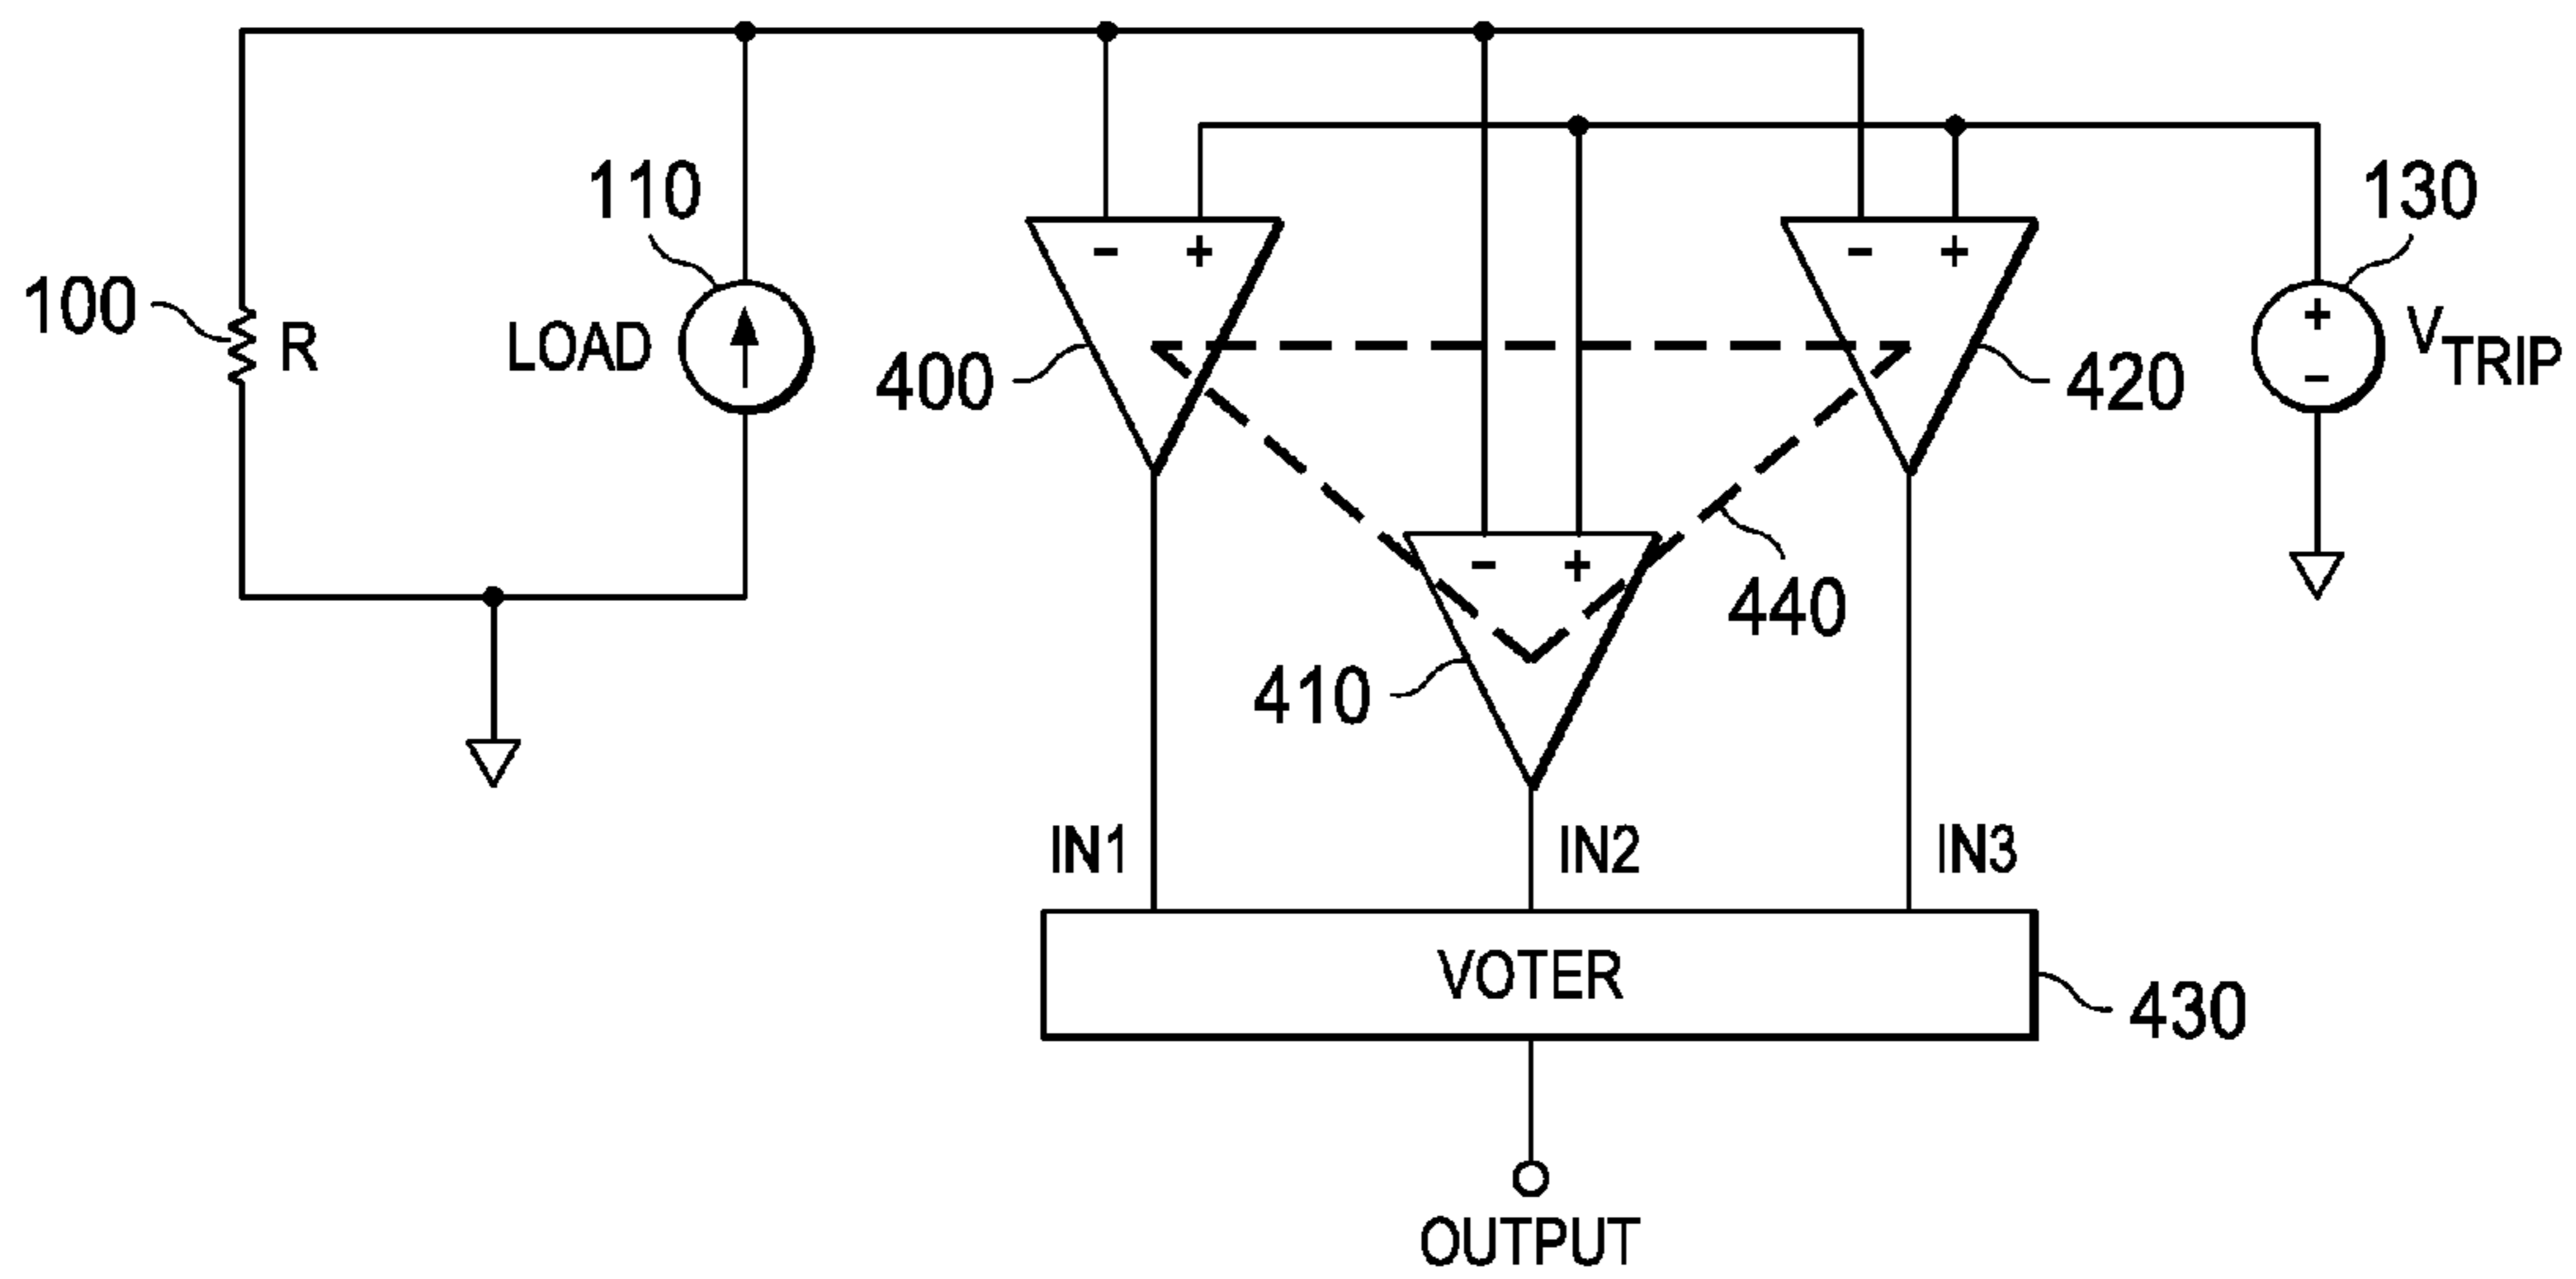 110
130
100
R
LOAD
- +
- +
+
-
VTRIP
400
420
- +
440
410
IN1
IN2
IN3
VOTER
430
OUTPUT